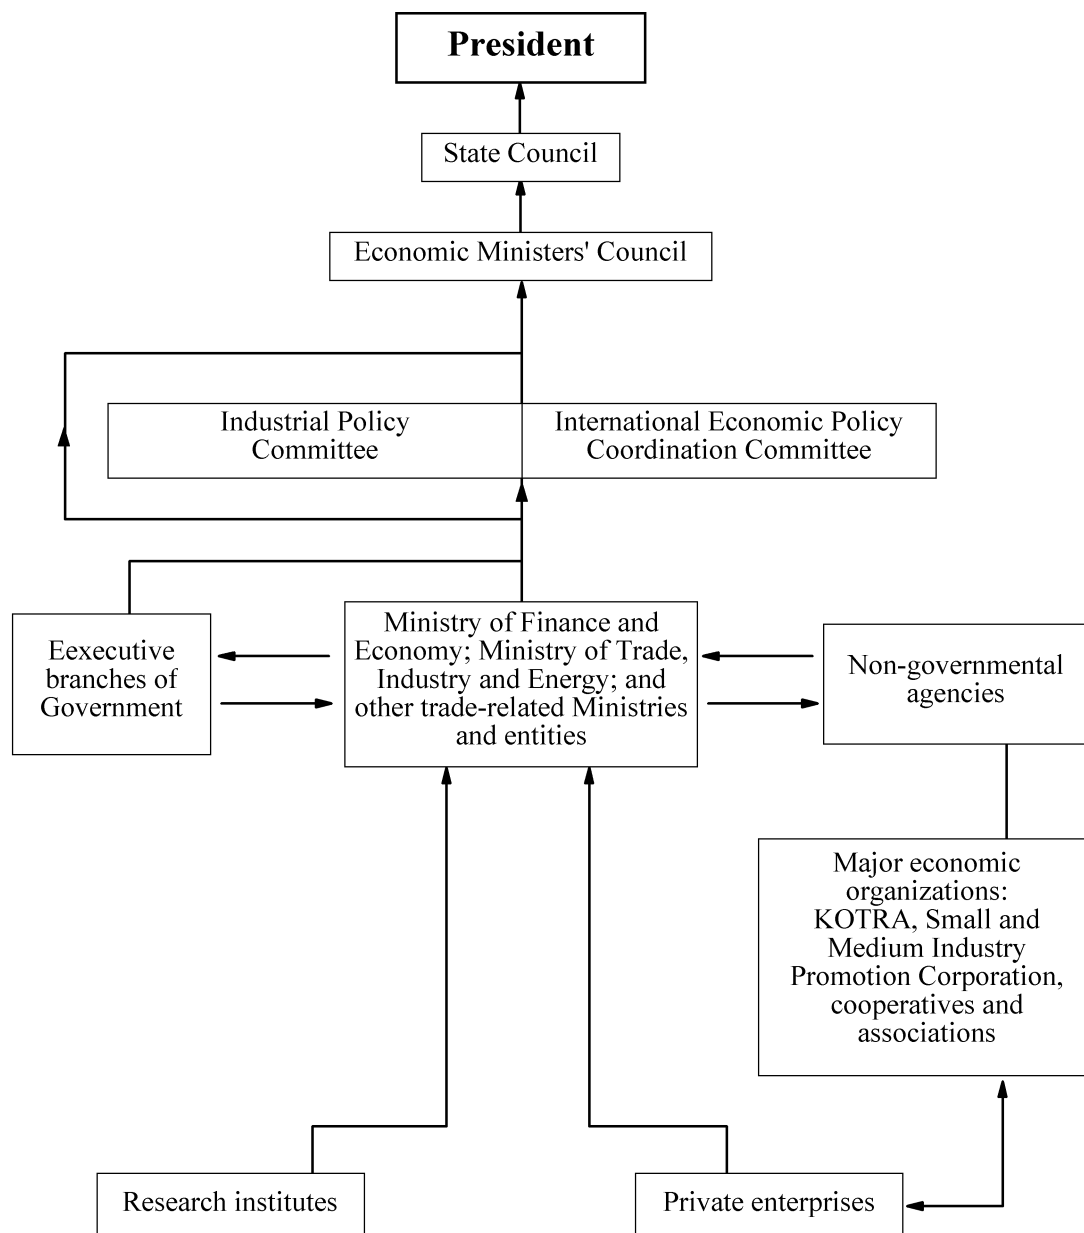 President
State Council
Economic Ministers' Council
Industrial Policy
Committee
International Economic Policy
Coordination Committee
Eexecutive
branches of
Government
Ministry of Finance and
Economy; Ministry of Trade,
Industry and Energy; and
other trade-related Ministries
and entities
Non-governmental
agencies
Major economic
organizations:
KOTRA, Small and
Medium Industry
Promotion Corporation,
cooperatives and
associations
Research institutes
Private enterprises